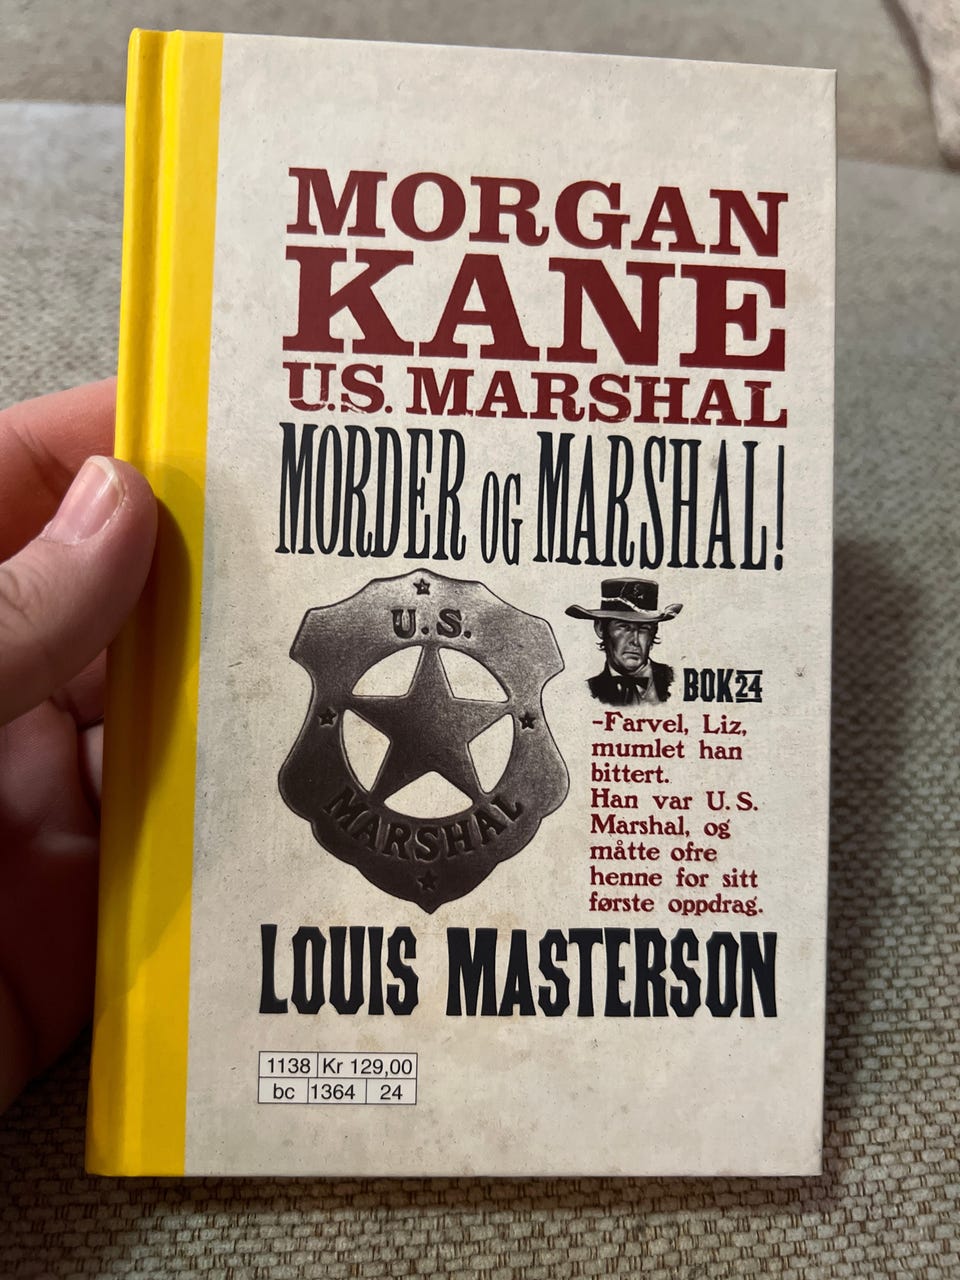 MORGAN
KANE
U.S. MARSHAL
MORDER OG MARSHAL!
U.S.
MARSHAL
BOK 24
-Farvel, Liz,
mumlet han
bittert.
Han var U.S.
Marshal, og
måtte ofre
henne for sitt
første oppdrag.
LOUIS MASTERSON
1138 Kr 129,00
bc 1364 24